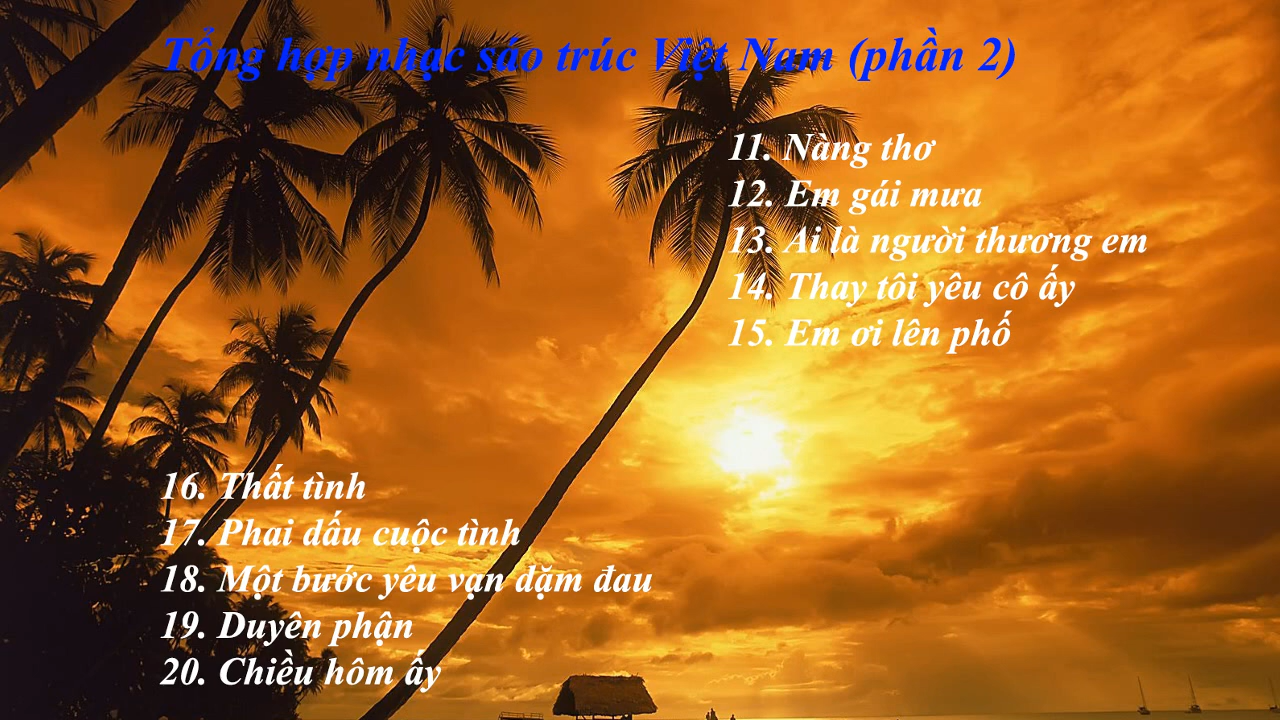 Tổng hợp nhạc sáo trúc Việt Nam (phần 2)
11. Nàng thơ
12. Em gái mưa
13. Ai là người thương em
14. Thay tôi yêu cô ấy
15. Em ơi lên phố
16. Thất tình
17. Phai dấu cuộc tình
18. Một bước yêu vạn dặm đau
19. Duyên phận
20. Chiều hôm ấy